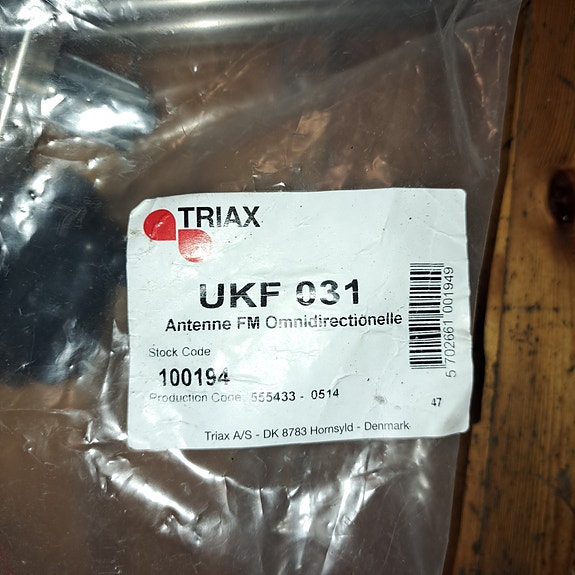 TRIAX
UKF 031
Antenne FM Omnidirectionelle
Stock Code
100194
Production Code 555433 - 0514
47
Triax A/S - DK 8783 Hornsyld - Denmark
5 702661 001949